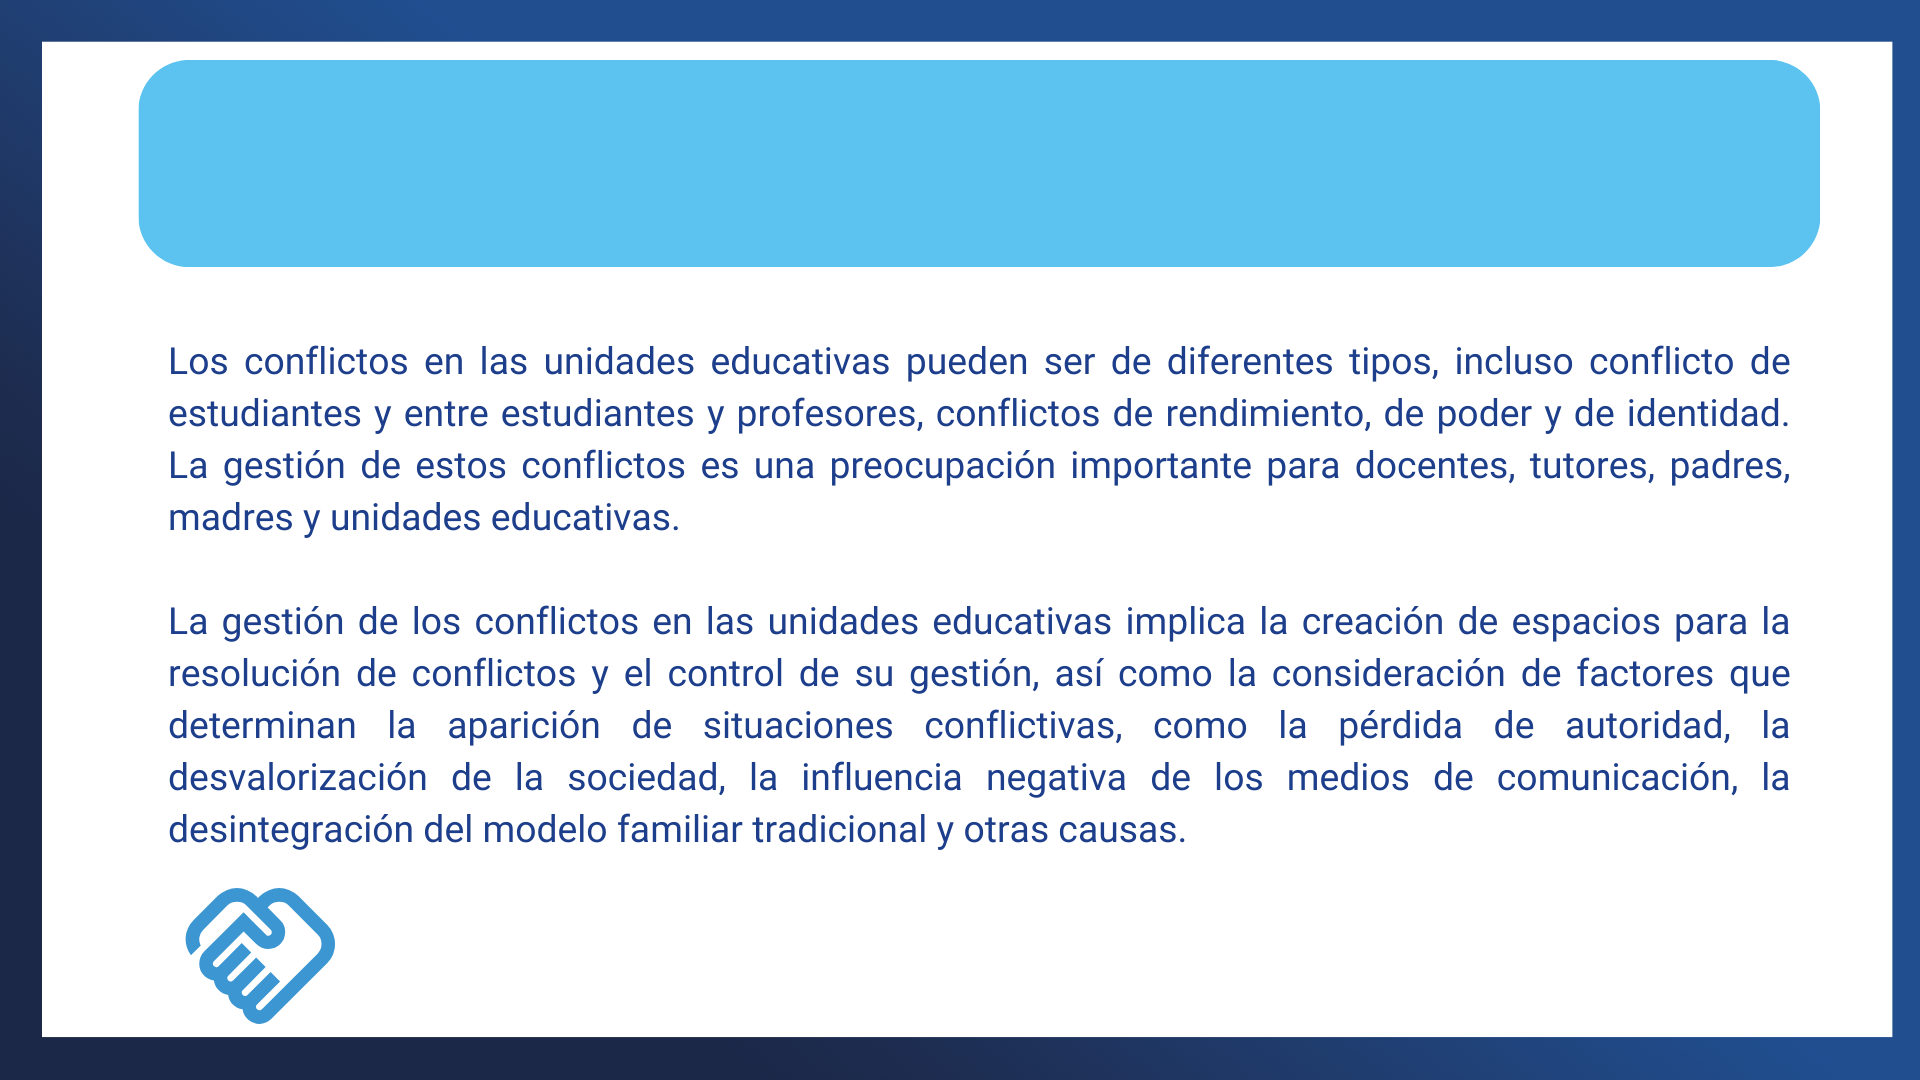 Los conflictos en las unidades educativas pueden ser de diferentes tipos, incluso conflicto de
estudiantes y entre estudiantes y profesores, conflictos de rendimiento, de poder y de identidad.
La gestión de estos conflictos es una preocupación importante para docentes, tutores, padres,
madres y unidades educativas.
La gestión de los conflictos en las unidades educativas implica la creación de espacios para la
resolución de conflictos y el control de su gestión, así como la consideración de factores que
determinan la aparición de situaciones conflictivas, como la pérdida de autoridad, la
desvalorización de la sociedad, la influencia negativa de los medios de comunicación, la
desintegración del modelo familiar tradicional y otras causas.